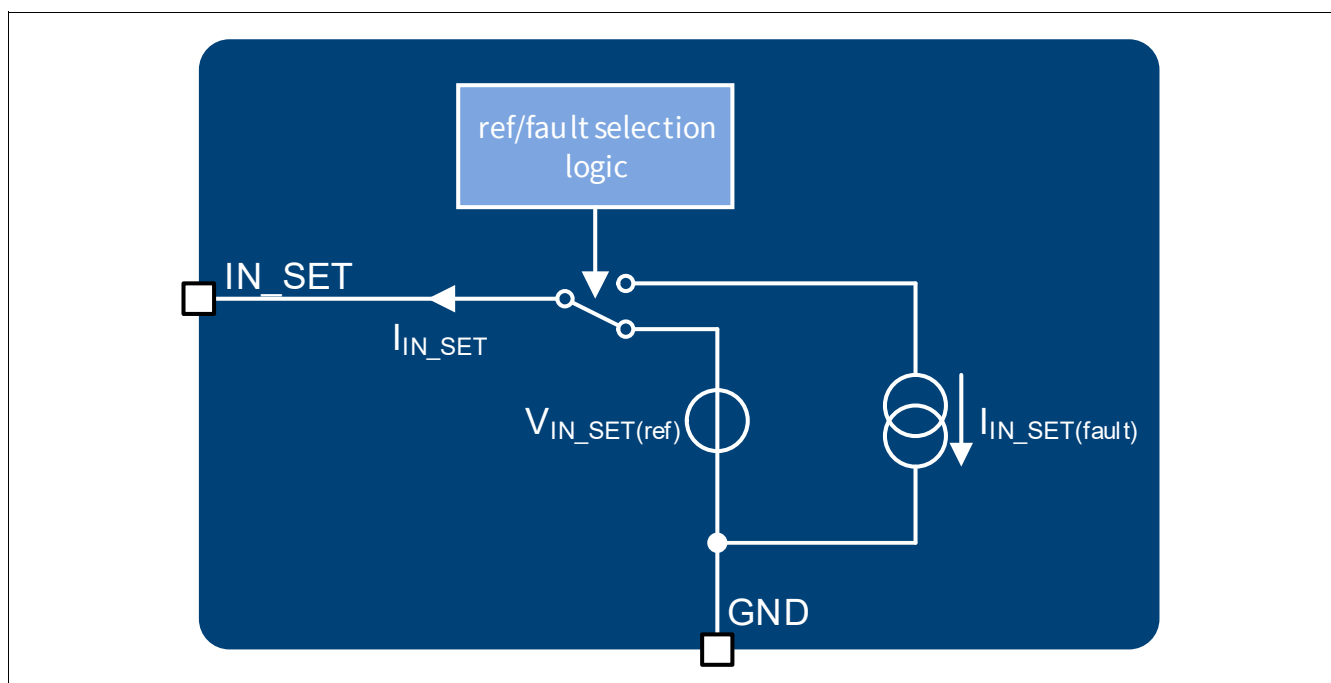 ref/fault selection
logic
IN_SET
I_IN_SET
V_IN_SET(ref)
I_IN_SET(fault)
GND